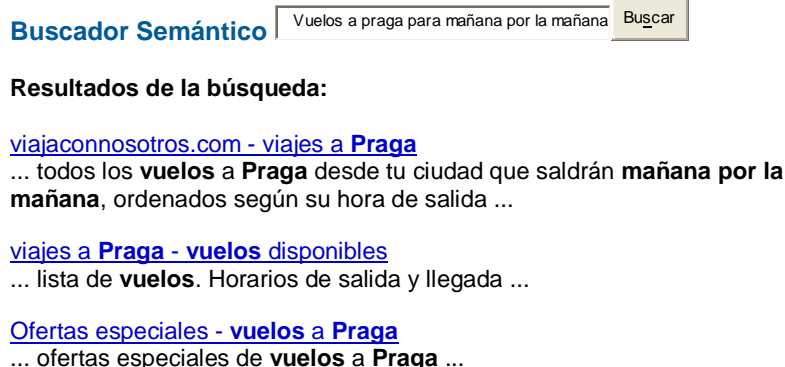 Buscador Semántico Vuelos a praga para mañana por la mañana Buscar
Resultados de la búsqueda:
viajaconnosotros.com - viajes a Praga
... todos los vuelos a Praga desde tu ciudad que saldrán mañana por la
mañana, ordenados según su hora de salida ...
viajes a Praga - vuelos disponibles
... lista de vuelos. Horarios de salida y llegada ...
Ofertas especiales - vuelos a Praga
... ofertas especiales de vuelos a Praga ...